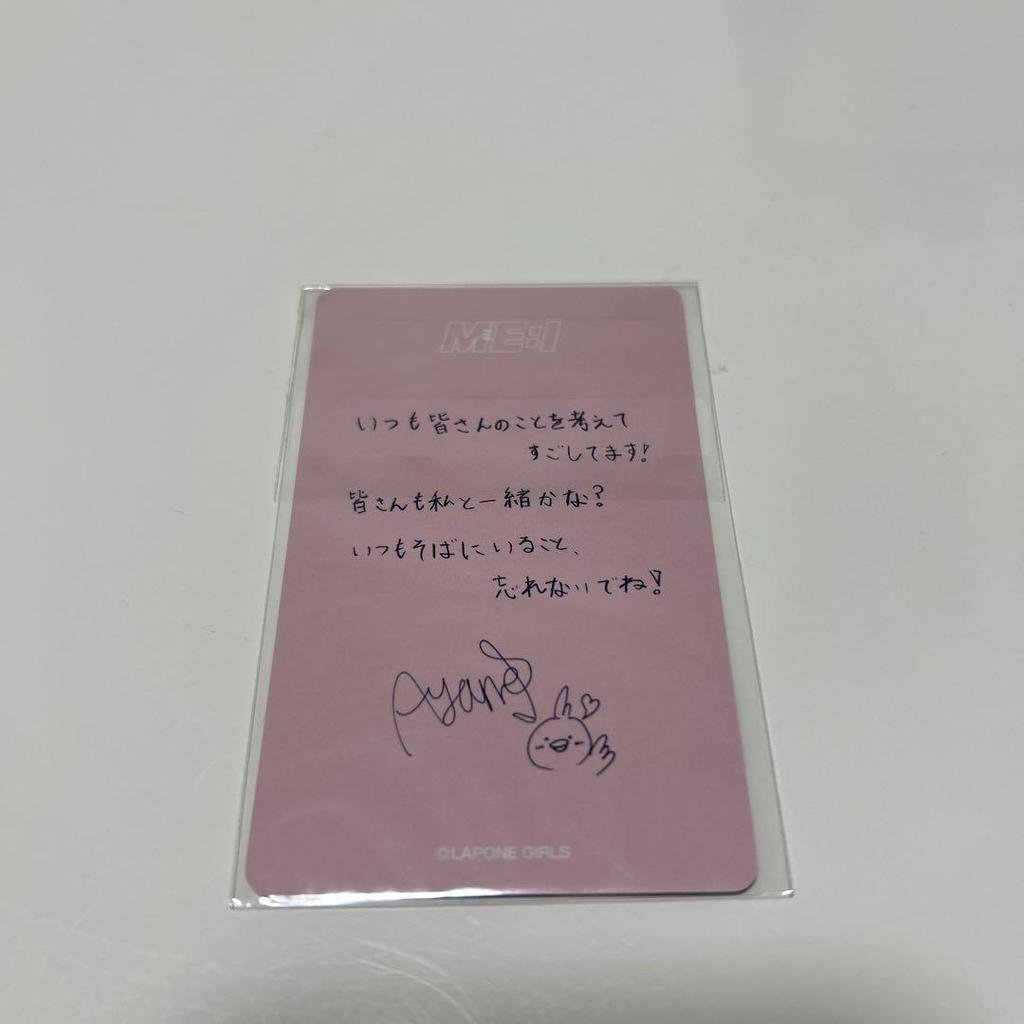 ME:I
いつも皆さんのことを考えて
すごしてます!
皆さんも私と一緒かな?
いつもそばにいること、
忘れないでね!
Ayane
©LAPONE GIRLS